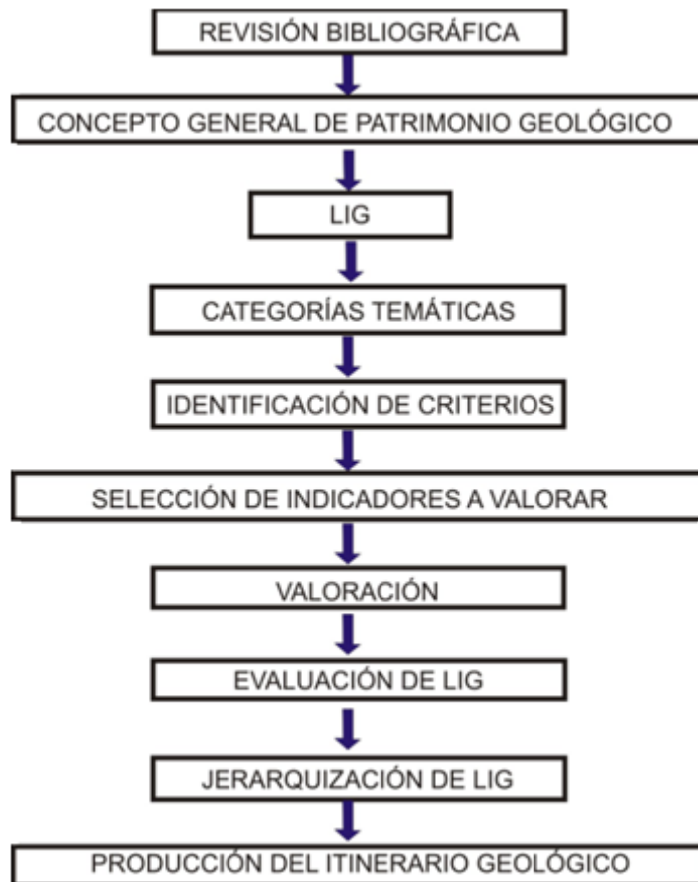 REVISIÓN BIBLIOGRÁFICA
CONCEPTO GENERAL DE PATRIMONIO GEOLÓGICO
LIG
CATEGORÍAS TEMÁTICAS
IDENTIFICACIÓN DE CRITERIOS
SELECCIÓN DE INDICADORES A VALORAR
VALORACIÓN
EVALUACIÓN DE LIG
JERARQUIZACIÓN DE LIG
PRODUCCIÓN DEL ITINERARIO GEOLÓGICO